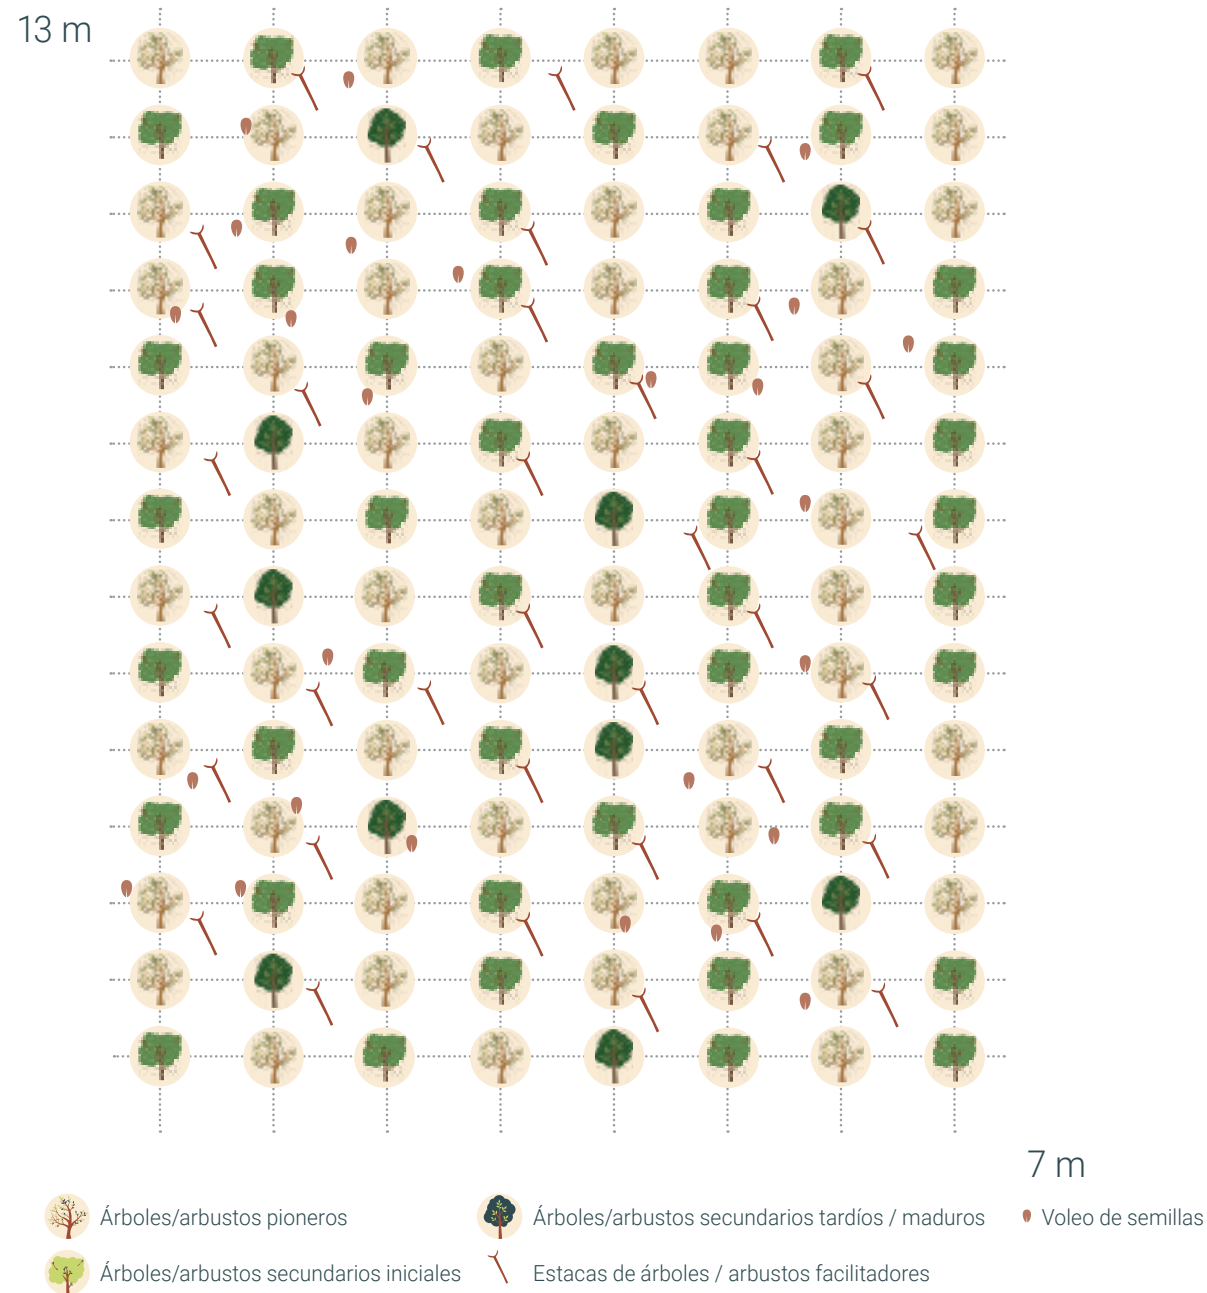 13 m
7 m
Árboles/arbustos pioneros
Árboles/arbustos secundarios tardíos / maduros
Voleo de semillas
Árboles/arbustos secundarios iniciales
Estacas de árboles / arbustos facilitadores